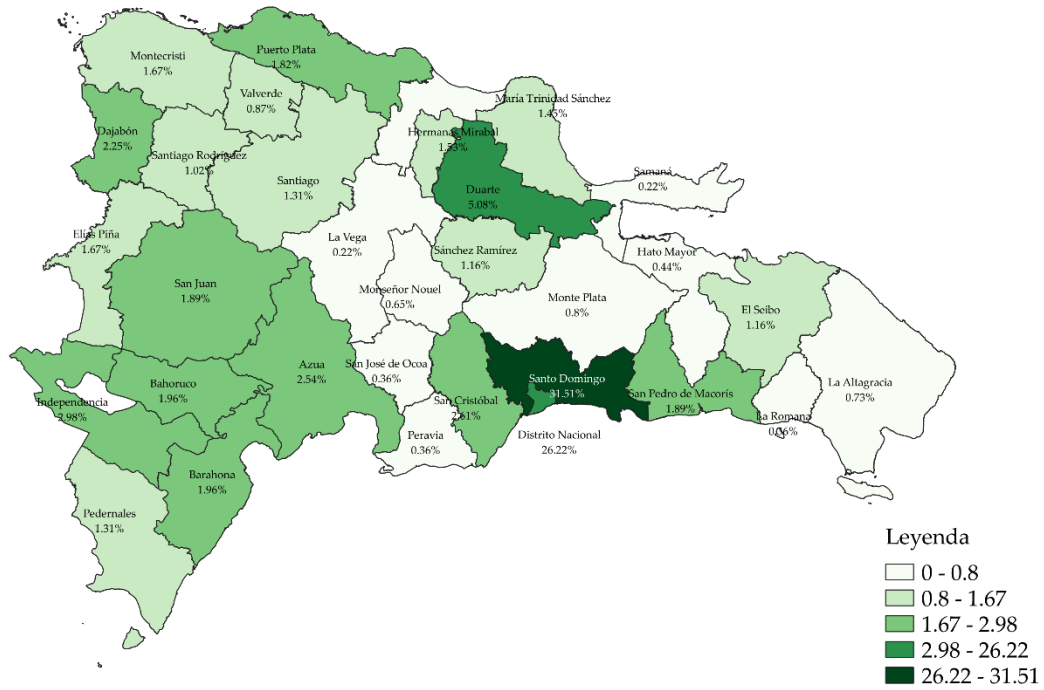 Montecristi
1.67%
Puerto Plata
1.82%
Valverde
0.87%
María Trinidad Sánchez
1.45%
Dajabón
2.25%
Hermanas Mirabal
1.53%
Santiago Rodríguez
1.02%
Santiago
1.31%
Samaná
0.22%
Duarte
5.08%
Elías Piña
1.67%
La Vega
0.22%
Sánchez Ramírez
1.16%
Hato Mayor
0.44%
San Juan
1.89%
Monseñor Nouel
0.65%
Monte Plata
0.8%
El Seibo
1.16%
Azua
2.54%
San José de Ocoa
0.36%
Santo Domingo
31.51%
La Altagracia
0.73%
Bahoruco
1.96%
Independencia
2.98%
San Cristóbal
2.61%
San Pedro de Macorís
1.89%
La Romana
0.36%
Peravia
0.36%
Distrito Nacional
26.22%
Barahona
1.96%
Pedernales
1.31%
Leyenda
0 - 0.8
0.8 - 1.67
1.67 - 2.98
2.98 - 26.22
26.22 - 31.51